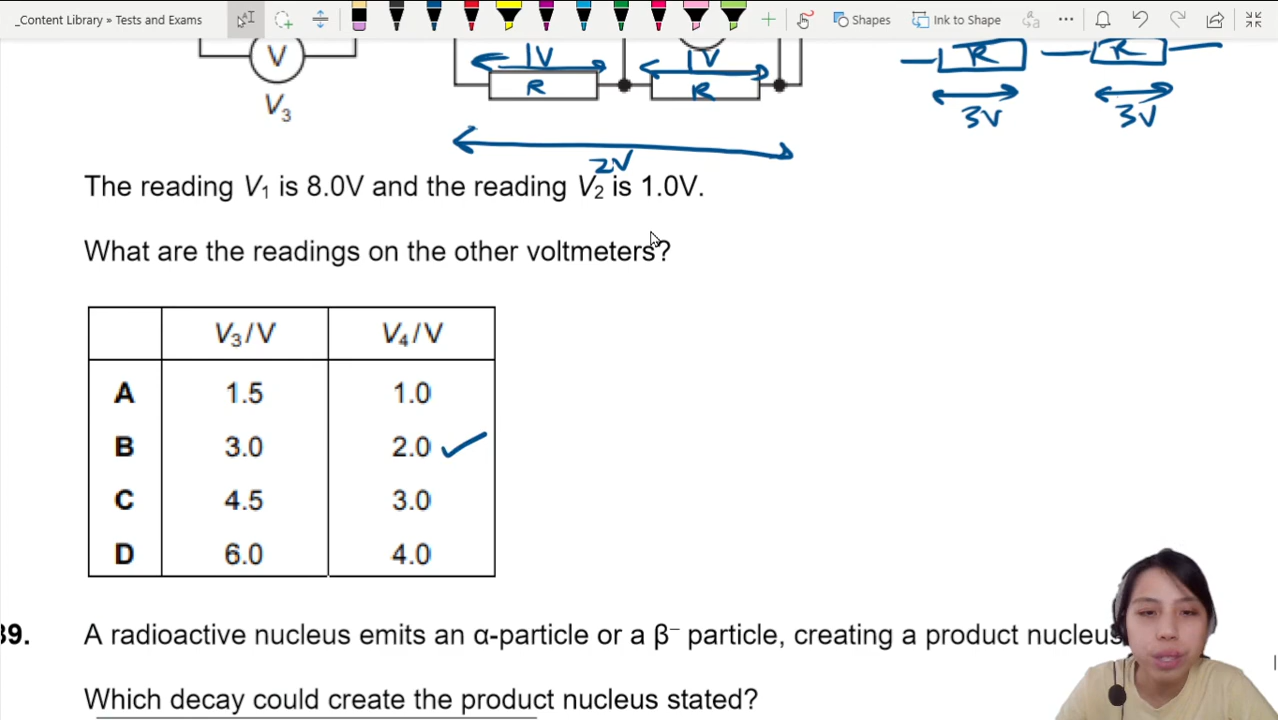 _Content Library » Tests and Exams
Shapes
Ink to Shape
V
V3
1V
1V
R
R
R
R
3V
3V
2V
The reading V1 is 8.0V and the reading V2 is 1.0V.
What are the readings on the other voltmeters?
V3/V V4/V
A 1.5 1.0
B 3.0 2.0
C 4.5 3.0
D 6.0 4.0
39. A radioactive nucleus emits an α-particle or a β− particle, creating a product nucleus
Which decay could create the product nucleus stated?